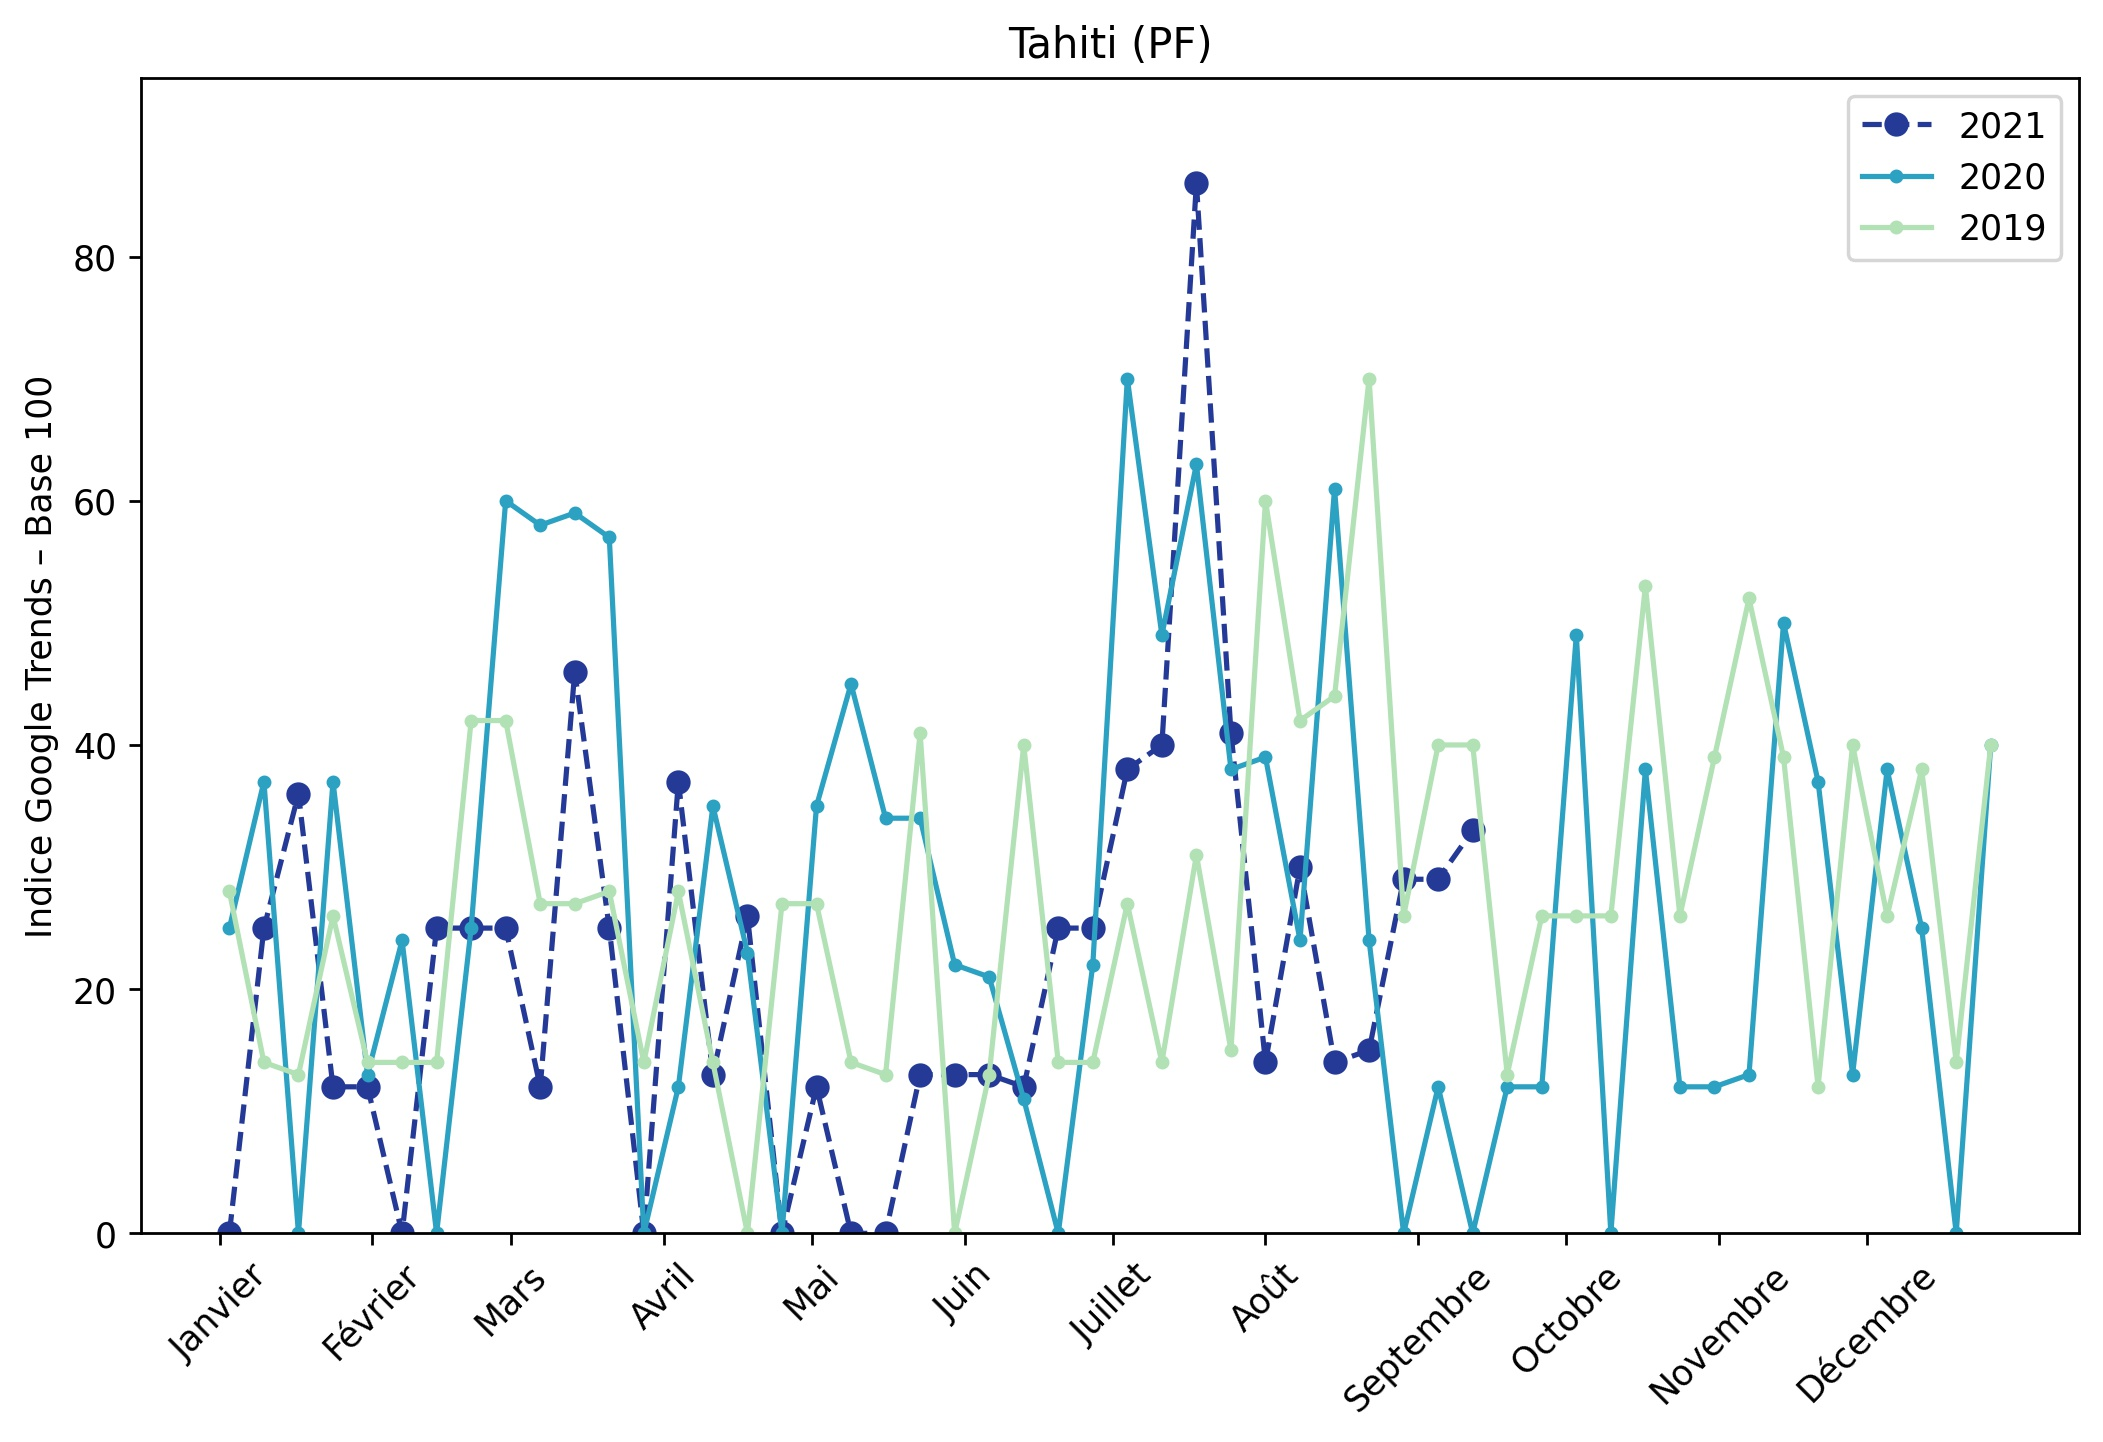 Tahiti (PF)
2021
2020
2019
Indice Google Trends – Base 100
80
60
40
20
0
Janvier
Février
Mars
Avril
Mai
Juin
Juillet
Août
Septembre
Octobre
Novembre
Décembre